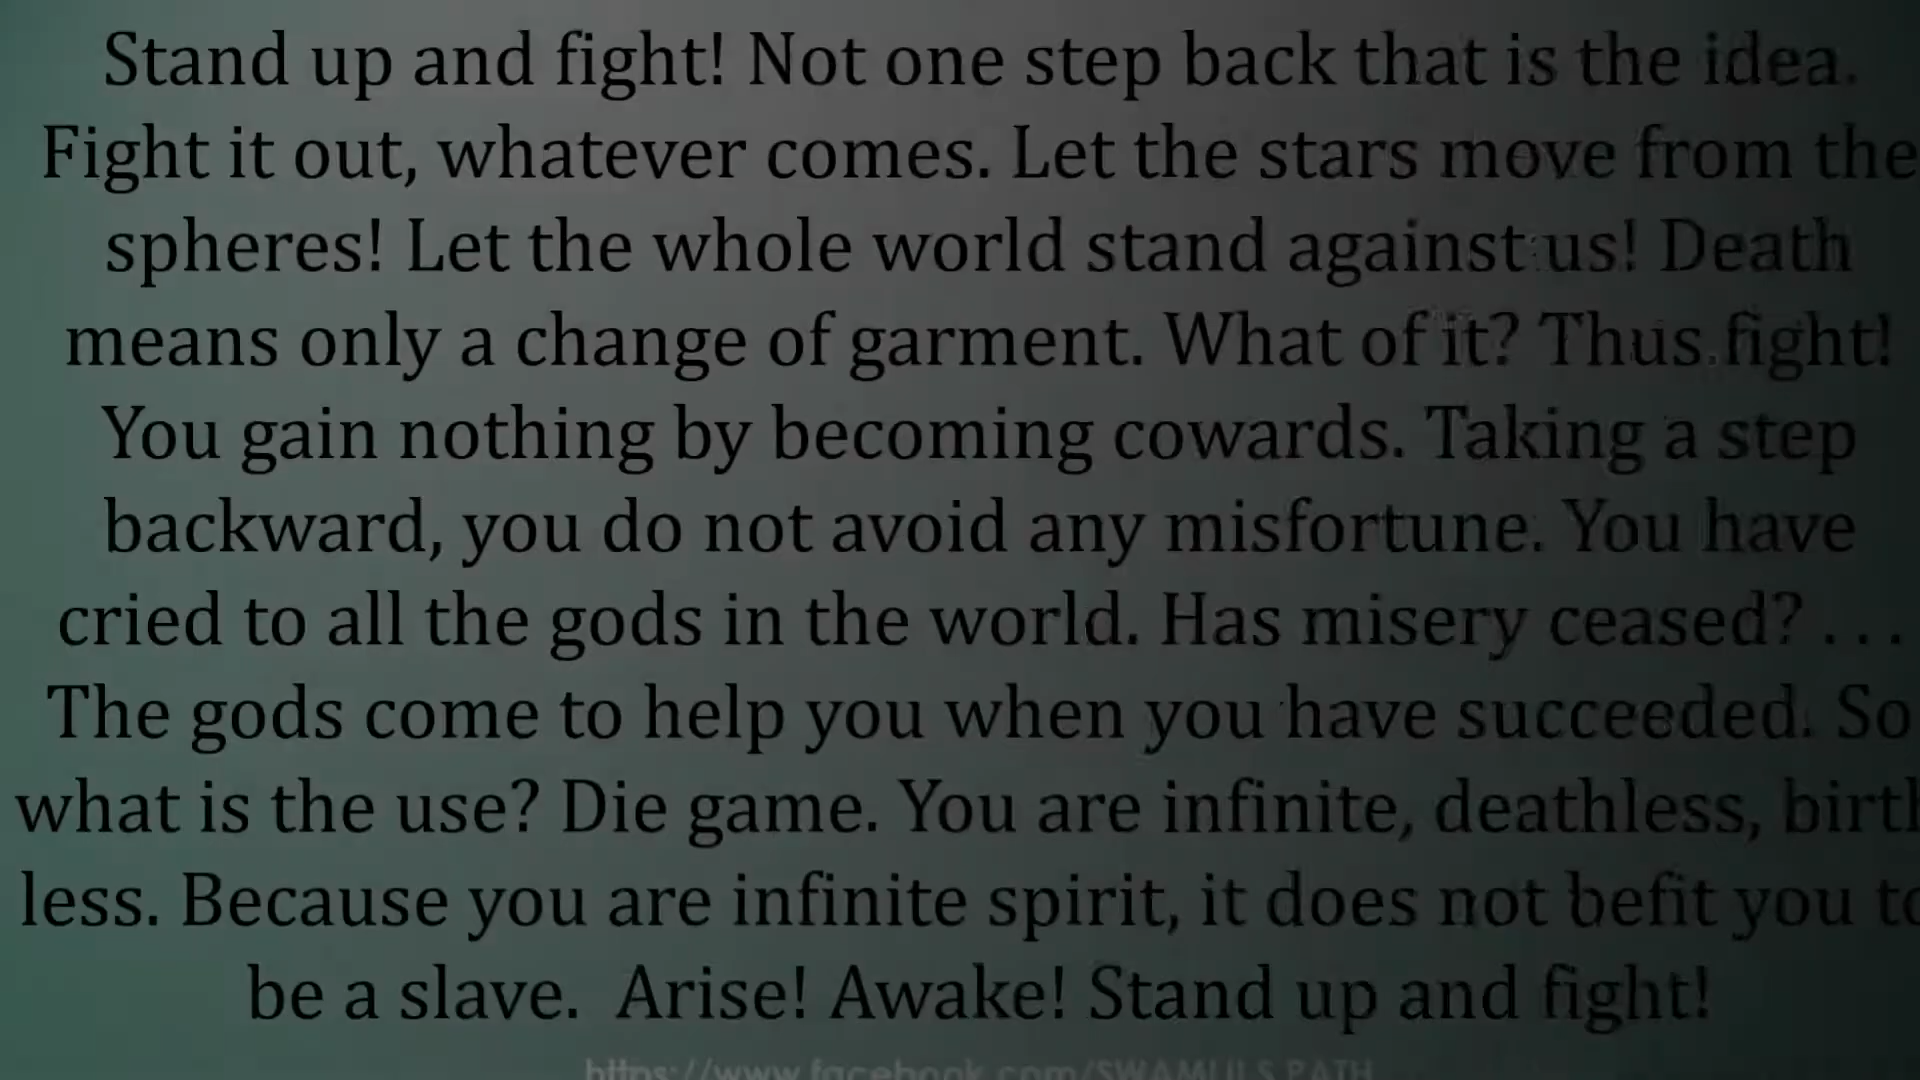 Stand up and fight! Not one step back that is the idea.
Fight it out, whatever comes. Let the stars move from the
spheres! Let the whole world stand against us! Death
means only a change of garment. What of it? Thus fight!
You gain nothing by becoming cowards. Taking a step
backward, you do not avoid any misfortune. You have
cried to all the gods in the world. Has misery ceased? . . .
The gods come to help you when you have succeeded. So
what is the use? Die game. You are infinite, deathless,
less. Because you are infinite spirit, it does not befit you to
be a slave. Arise! Awake! Stand up and fight!